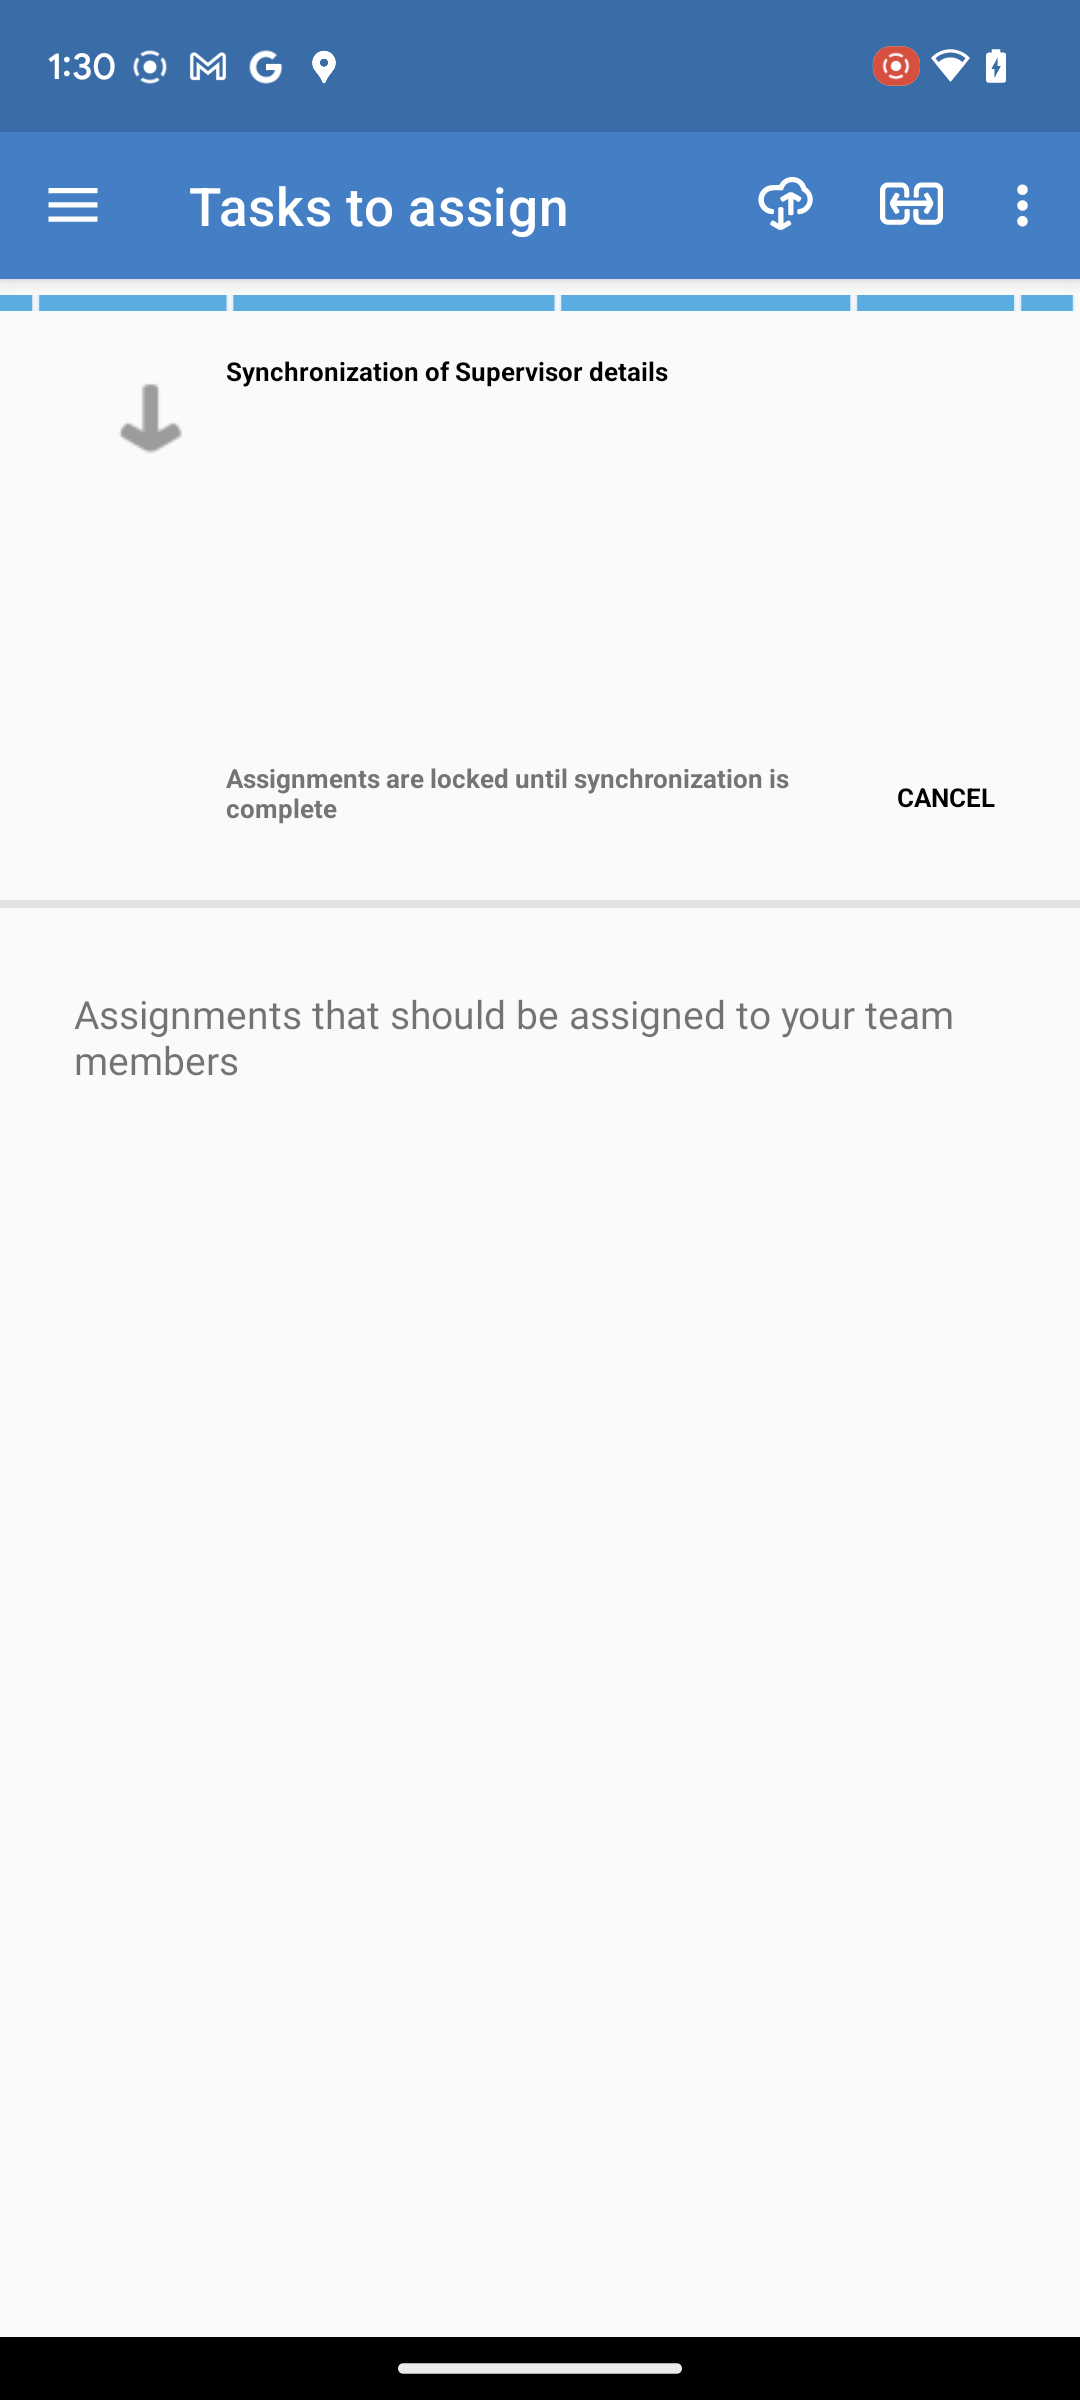 1:30
Tasks to assign
Synchronization of Supervisor details
Assignments are locked until synchronization is
complete
CANCEL
Assignments that should be assigned to your team
members